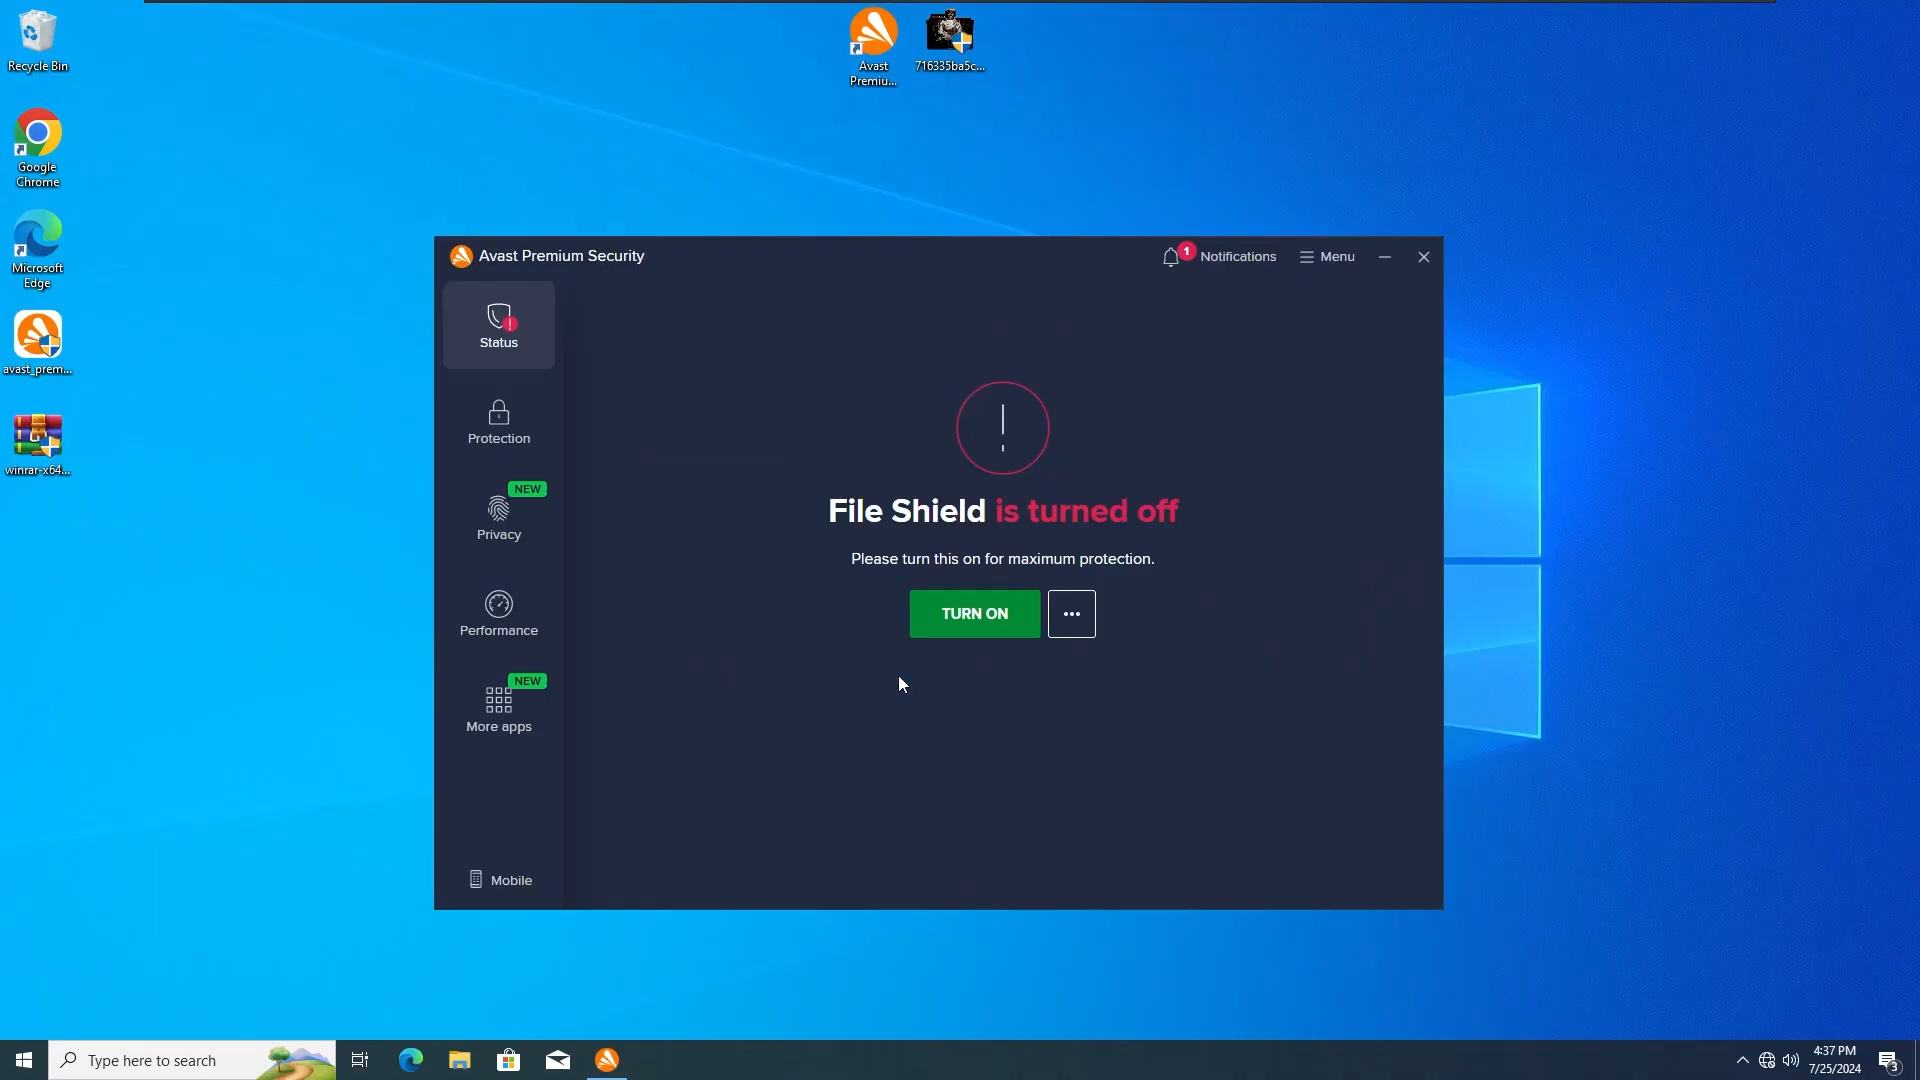 Recycle Bin
Google
Chrome
Microsoft
Edge
avast_prem...
winrar-x64...
Avast
Premiu...
716335ba5c...
Avast Premium Security
1
Notifications
Menu
Status
Protection
NEW
Privacy
Performance
NEW
More apps
Mobile
File Shield is turned off
Please turn this on for maximum protection.
TURN ON
Type here to search
4:37 PM
7/25/2024
3